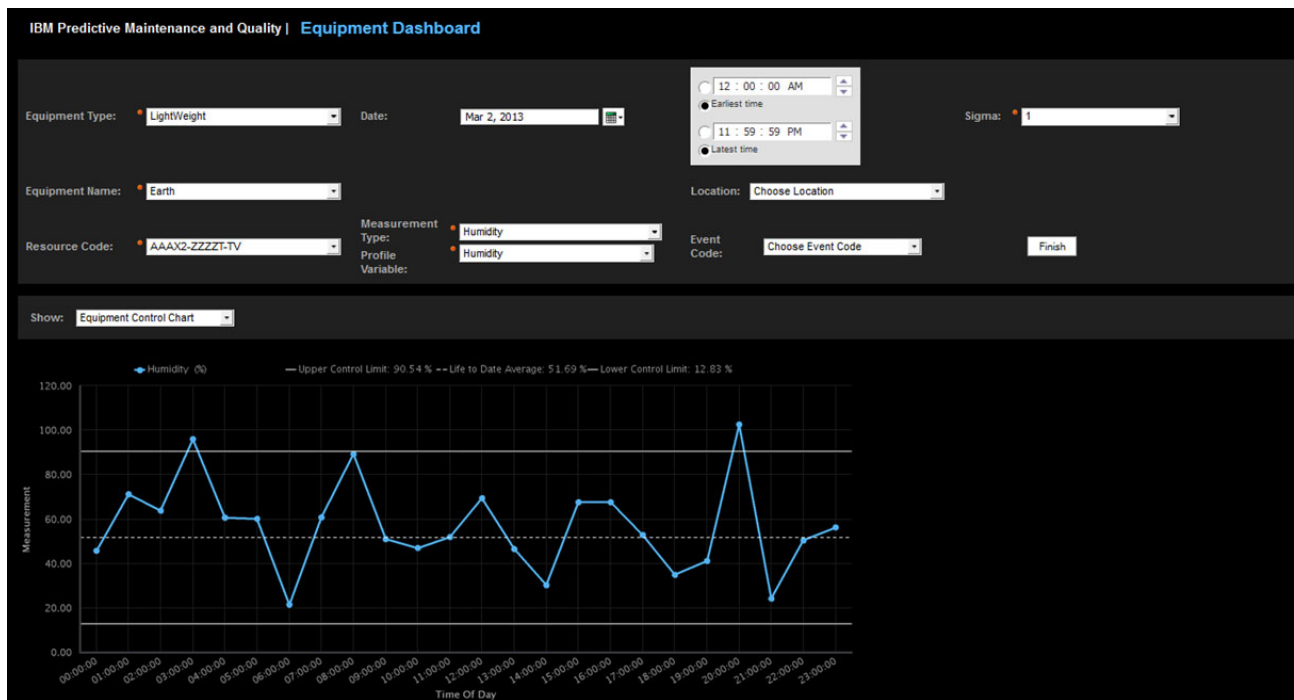 IBM Predictive Maintenance and Quality | Equipment Dashboard
Equipment Type: LightWeight Date: Mar 2, 2013 12 : 00 : 00 AM
Earliest time
11 : 59 : 59 PM
Latest time
Sigma: 1
Equipment Name: Earth Location: Choose Location
Resource Code: AAAX2-ZZZZT-TV
Measurement Type: Humidity
Profile Variable: Humidity
Event Code: Choose Event Code
Finish
Show: Equipment Control Chart
Humidity (%) Upper Control Limit: 90.54 % Life to Date Average: 51.69 % Lower Control Limit: 12.83 %
120.00
100.00
80.00
60.00
40.00
20.00
0.00
Measurement
00:00:00 01:00:00 02:00:00 03:00:00 04:00:00 05:00:00 06:00:00 07:00:00 08:00:00 09:00:00 10:00:00 11:00:00 12:00:00 13:00:00 14:00:00 15:00:00 16:00:00 17:00:00 18:00:00 19:00:00 20:00:00 21:00:00 22:00:00 23:00:00
Time Of Day